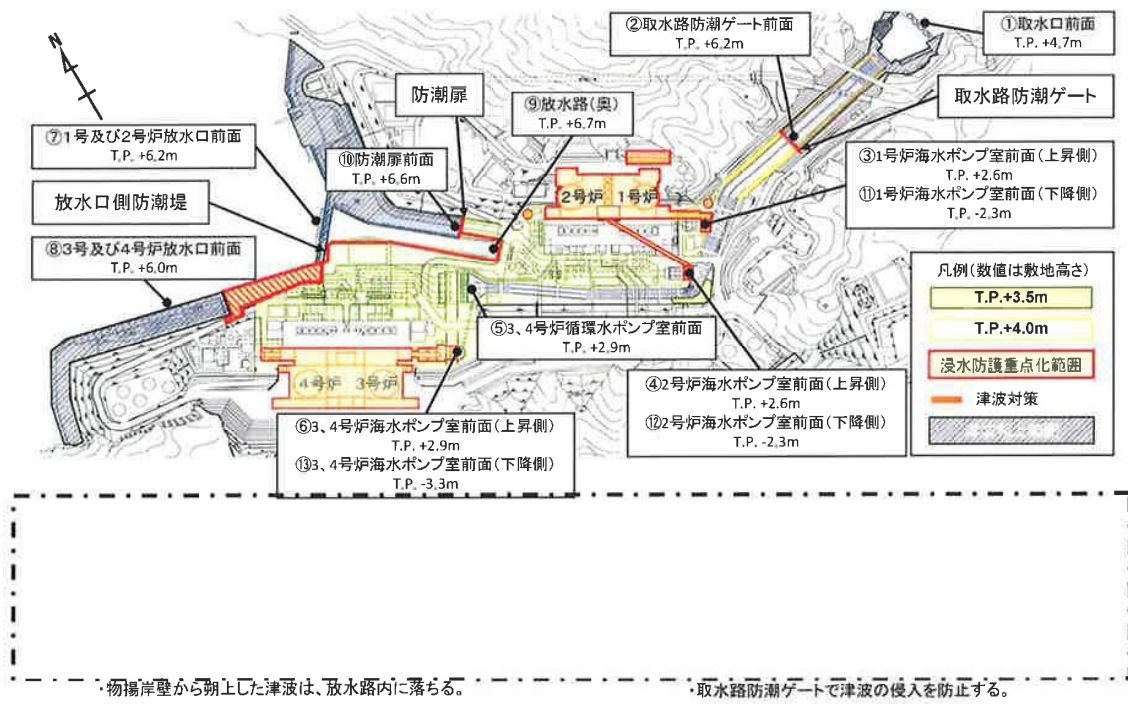 N
②取水路防潮ゲート前面
T.P. +6.2m
①取水口前面
T.P. +4.7m
防潮扉
⑨放水路(奥)
T.P. +6.7m
取水路防潮ゲート
⑦1号及び2号炉放水口前面
T.P. +6.2m
⑩防潮扉前面
T.P. +6.6m
③1号炉海水ポンプ室前面(上昇側)
T.P. +2.6m
⑪1号炉海水ポンプ室前面(下降側)
T.P. -2.3m
放水口側防潮堤
2号炉 1号炉
⑧3号及び4号炉放水口前面
T.P. +6.0m
凡例(数値は敷地高さ)
T.P.+3.5m
T.P.+4.0m
浸水防護重点化範囲
津波対策
⑤3、4号炉循環水ポンプ室前面
T.P. +2.9m
4号炉 3号炉
④2号炉海水ポンプ室前面(上昇側)
T.P. +2.6m
⑫2号炉海水ポンプ室前面(下降側)
T.P. -2.3m
⑥3、4号炉海水ポンプ室前面(上昇側)
T.P. +2.9m
⑬3、4号炉海水ポンプ室前面(下降側)
T.P. -3.3m
・物揚岸壁から朔上した津波は、放水路内に落ちる。
・取水路防潮ゲートで津波の侵入を防止する。